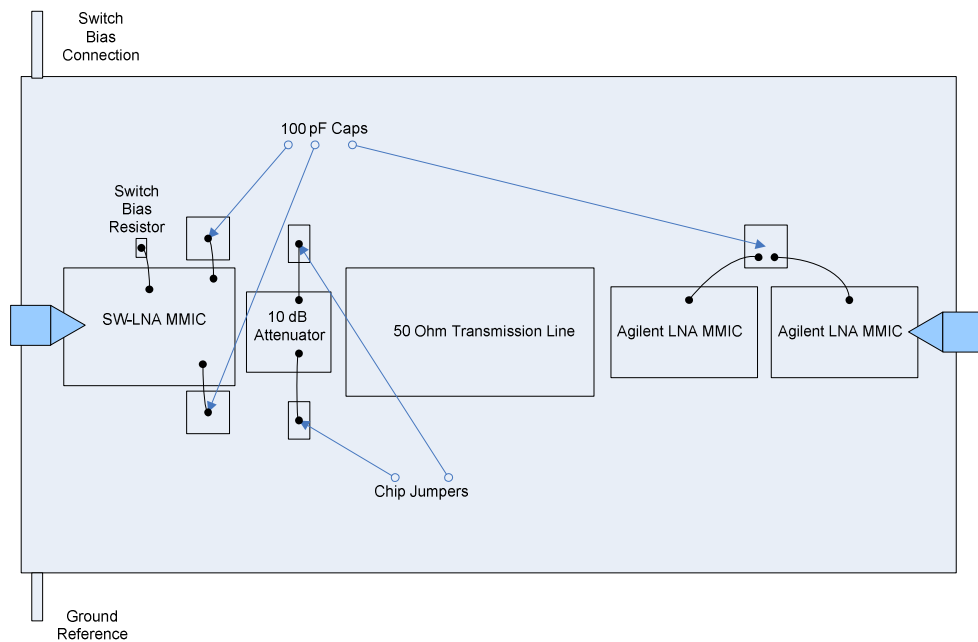 Switch
Bias
Connection
100 pF Caps
Switch
Bias
Resistor
SW-LNA MMIC
10 dB
Attenuator
50 Ohm Transmission Line
Agilent LNA MMIC
Agilent LNA MMIC
Chip Jumpers
Ground
Reference